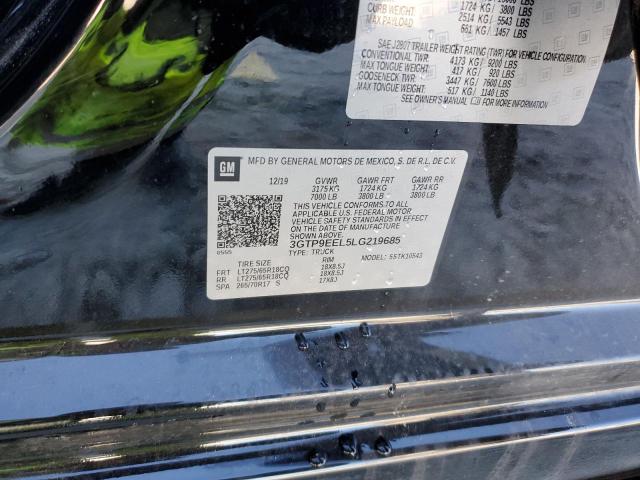 CURB WEIGHT 1724 KG/ 3800 LBS
MAX PAYLOAD 2514 KG/ 5543 LBS
661 KG/ 1457 LBS
SAE J2807 TRAILER WEIGHT RATING (TWR) FOR VEHICLE CONFIGURATION
CONVENTIONAL TWR: 4173 KG/ 9200 LBS
MAX TONGUE WEIGHT: 417 KG/ 920 LBS
GOOSENECK TWR: 3447 KG/ 7600 LBS
MAX TONGUE WEIGHT: 517 KG/ 1140 LBS
SEE OWNER'S MANUAL FOR MORE INFORMATION
GM
MFD BY GENERAL MOTORS DE MEXICO, S. DE R.L. DE C.V.
12/19 GVWR GAWR FRT GAWR RR
3175 KG 1724 KG 1724 KG
7000 LB 3800 LB 3800 LB
THIS VEHICLE CONFORMS TO ALL
APPLICABLE U.S. FEDERAL MOTOR
VEHICLE SAFETY STANDARDS IN EFFECT
ON THE DATE OF MANUFACTURE SHOWN ABOVE
3GTP9EEL5LG219685
TYPE: TRUCK
MODEL: S5TK10543
TIRE SIZE RIM
FRT LT275/65R18CQ 18X8.5J
RR LT275/65R18CQ 18X8.5J
SPA 265/70R17 S 17X8J